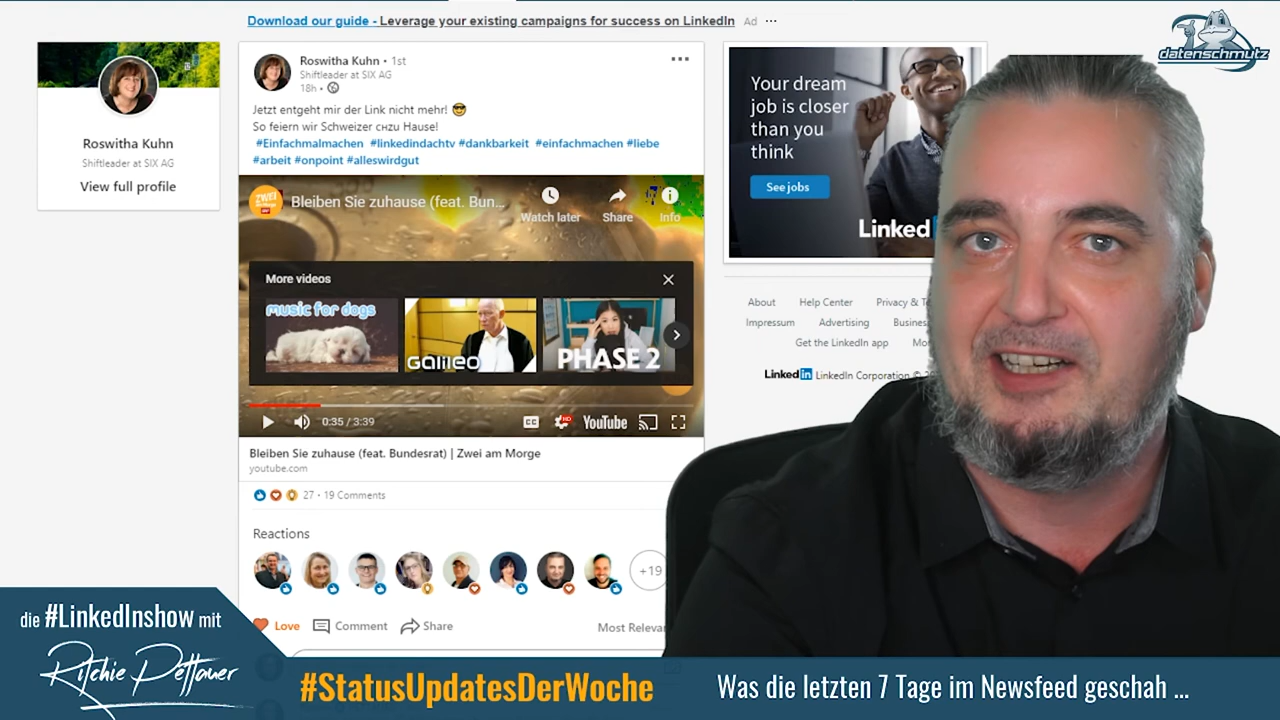 Download our guide - Leverage your existing campaigns for success on LinkedIn Ad ...
datenschmutz
Roswitha Kuhn
Shiftleader at SIX AG
View full profile
Roswitha Kuhn • 1st
Shiftleader at SIX AG
18h •
Jetzt entgeht mir der Link nicht mehr! 😎
So feiern wir Schweizer cнzu Hause!
#Einfachmalmachen #linkedindachtv #dankbarkeit #einfachmachen #liebe
#arbeit #onpoint #alleswirdgut
ZWEI
Bleiben Sie zuhause (feat. Bun...
Watch later
Share
Info
More videos
music for dogs
Galileo
PHASE 2
0:35 / 3:39
CC
HD
YouTube
Bleiben Sie zuhause (feat. Bundesrat) | Zwei am Morge
youtube.com
27 • 19 Comments
Reactions
+19
Love
Comment
Share
Your dream
job is closer
than you
think
See jobs
Linked
About Help Center
Impressum Advertising
Get the LinkedIn app
LinkedIn LinkedIn Corporation ©
die #LinkedInshow mit
Ritchie Pettauer
#StatusUpdatesDerWoche
Was die letzten 7 Tage im Newsfeed geschah ...